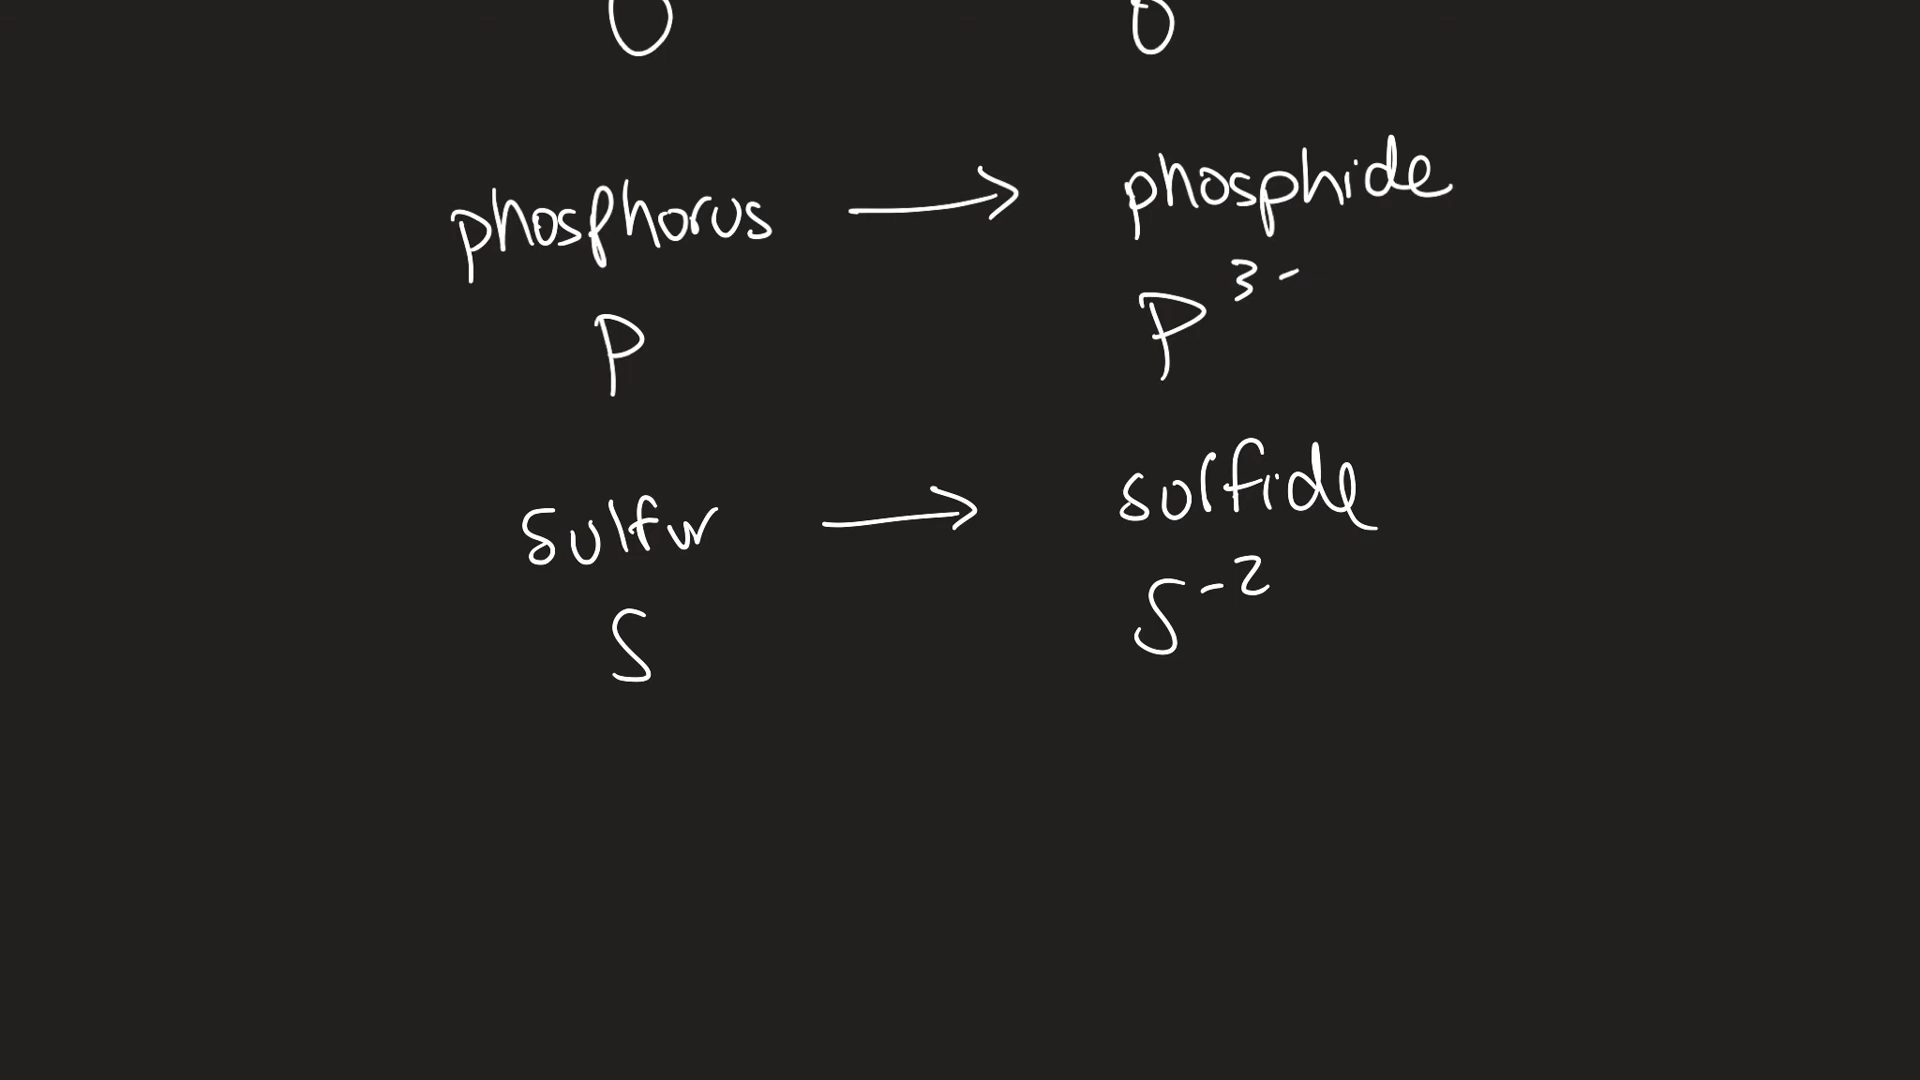 O O
phosphorus → phosphide
P P³⁻
sulfur → sulfide
S S⁻²